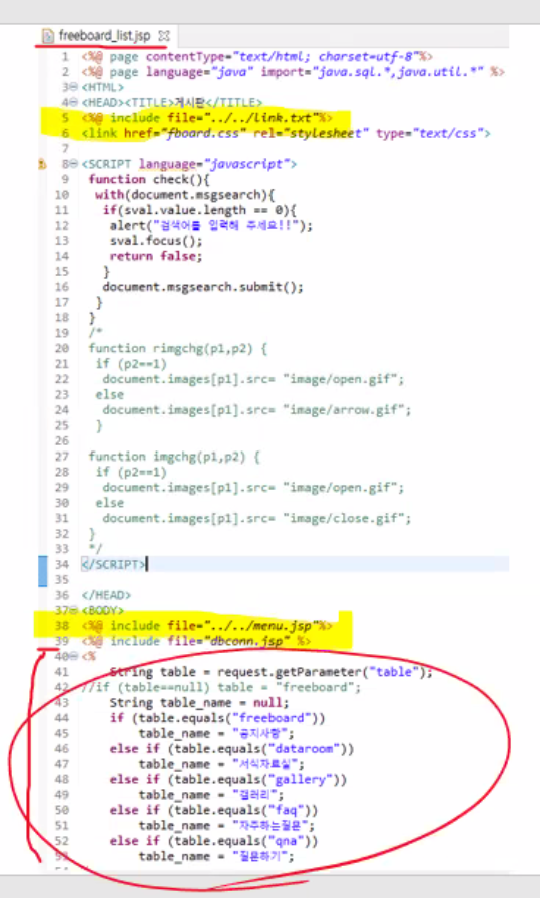 freeboard_list.jsp
1 <%@ page contentType="text/html; charset=utf-8"%>
2 <%@ page language="java" import="java.sql.*,java.util.*" %>
3 <HTML>
4 <HEAD><TITLE>게시판</TITLE>
5 <%@ include file="../../link.txt"%>
6 <link href="fboard.css" rel="stylesheet" type="text/css">
7
8 <SCRIPT language="javascript">
9 function check(){
10 with(document.msgsearch){
11 if(sval.value.length == 0){
12 alert("검색어를 입력해 주세요!!");
13 sval.focus();
14 return false;
15 }
16 document.msgsearch.submit();
17 }
18 }
19 /*
20 function rimgchg(p1,p2) {
21 if (p2==1)
22 document.images[p1].src= "image/open.gif";
23 else
24 document.images[p1].src= "image/arrow.gif";
25 }
26
27 function imgchg(p1,p2) {
28 if (p2==1)
29 document.images[p1].src= "image/open.gif";
30 else
31 document.images[p1].src= "image/close.gif";
32 }
33 */
34 </SCRIPT>
35
36 </HEAD>
37 <BODY>
38 <%@ include file="../../menu.jsp"%>
39 <%@ include file="dbconn.jsp" %>
40 <%
41 String table = request.getParameter("table");
42 //if (table==null) table = "freeboard";
43 String table_name = null;
44 if (table.equals("freeboard"))
45 table_name = "공지사항";
46 else if (table.equals("dataroom"))
47 table_name = "서식자료실";
48 else if (table.equals("gallery"))
49 table_name = "갤러리";
50 else if (table.equals("faq"))
51 table_name = "자주하는질문";
52 else if (table.equals("qna"))
53 table_name = "질문하기";